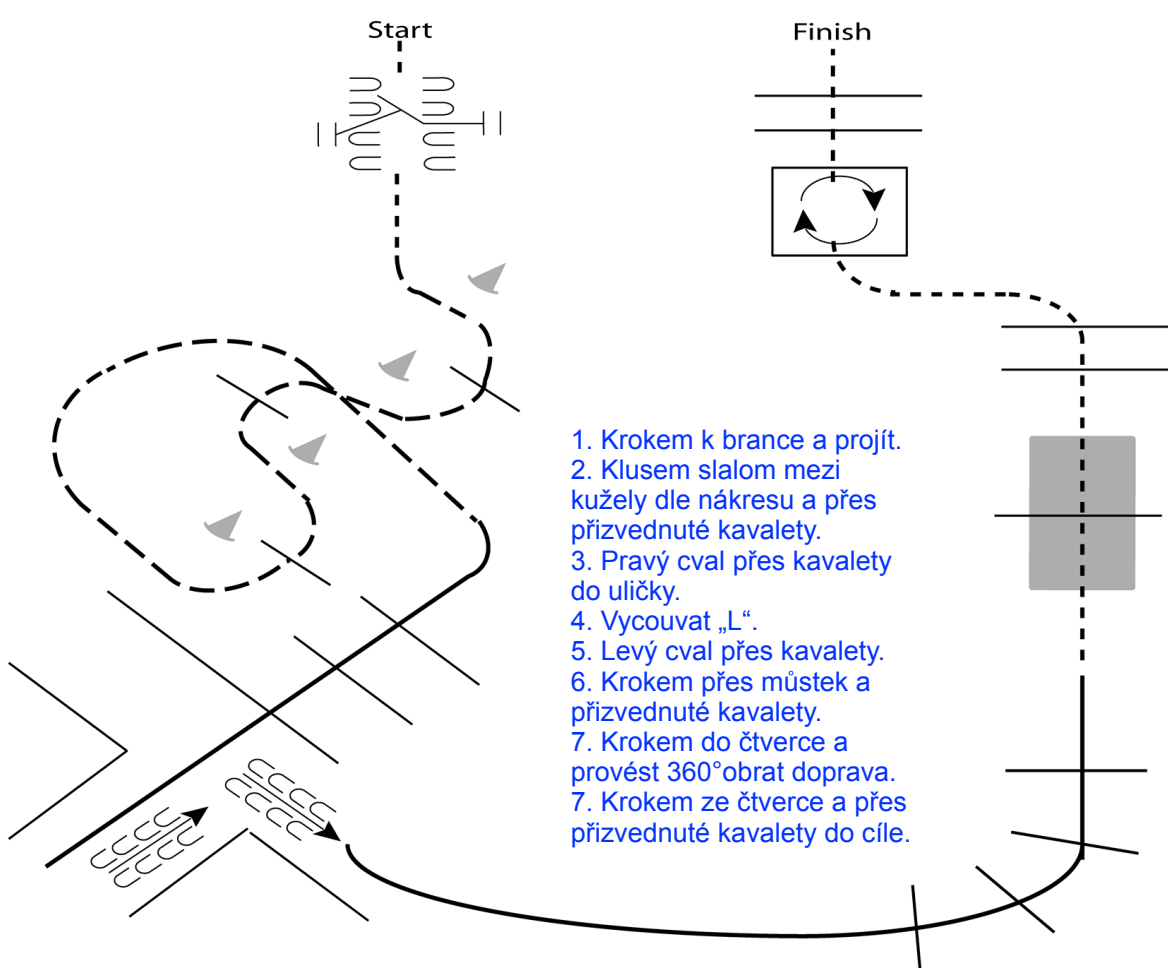 Start
Finish
1. Krokem k brance a projít.
2. Klusem slalom mezi
kužely dle nákresu a přes
přizvednuté kavalety.
3. Pravý cval přes kavalety
do uličky.
4. Vycouvat „L“.
5. Levý cval přes kavalety.
6. Krokem přes můstek a
přizvednuté kavalety.
7. Krokem do čtverce a
provést 360°obrat doprava.
7. Krokem ze čtverce a přes
přizvednuté kavalety do cíle.